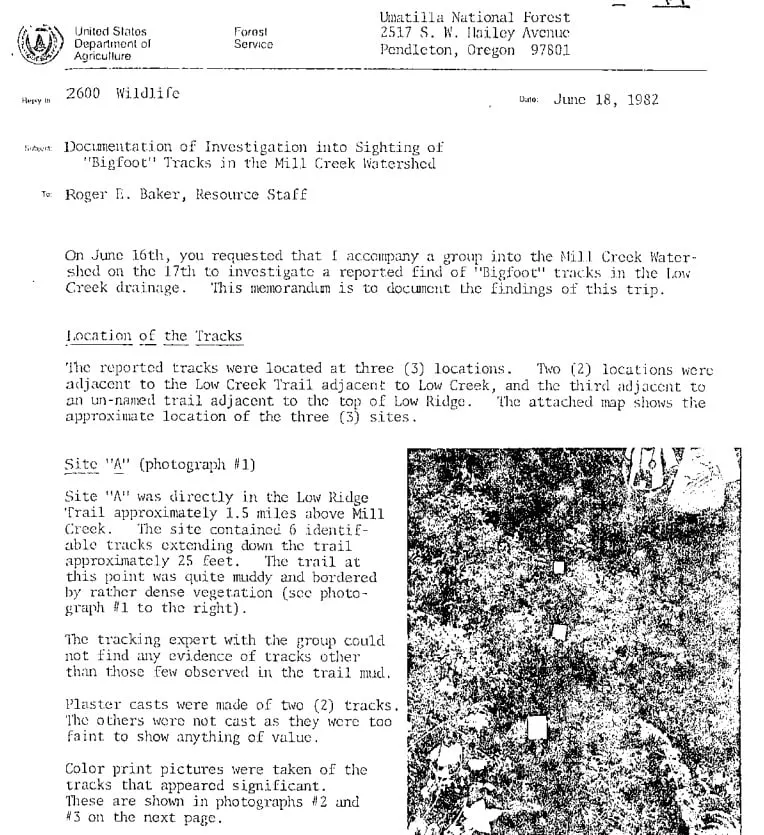 Umatilla National Forest
United States Forest 2517 S. W. Hailey Avenue
Department of Service Pendleton, Oregon 97801
Agriculture
Reply to 2600 Wildlife Date: June 18, 1982
Subject: Documentation of Investigation into Sighting of
"Bigfoot" Tracks in the Mill Creek Watershed
To: Roger E. Baker, Resource Staff
On June 16th, you requested that I accompany a group into the Mill Creek Water-
shed on the 17th to investigate a reported find of "Bigfoot" tracks in the Low
Creek drainage. This memorandum is to document the findings of this trip.
Location of the Tracks
The reported tracks were located at three (3) locations. Two (2) locations were
adjacent to the Low Creek Trail adjacent to Low Creek, and the third adjacent to
an un-named trail adjacent to the top of Low Ridge. The attached map shows the
approximate location of the three (3) sites.
Site "A" (photograph #1)
Site "A" was directly in the Low Ridge
Trail approximately 1.5 miles above Mill
Creek. The site contained 6 identif-
able tracks extending down the trail
approximately 25 feet. The trail at
this point was quite muddy and bordered
by rather dense vegetation (see photo-
graph #1 to the right).
The tracking expert with the group could
not find any evidence of tracks other
than those few observed in the trail mud.
Plaster casts were made of two (2) tracks.
The others were not cast as they were too
faint to show anything of value.
Color print pictures were taken of the
tracks that appeared significant.
These are shown in photographs #2 and
#3 on the next page.